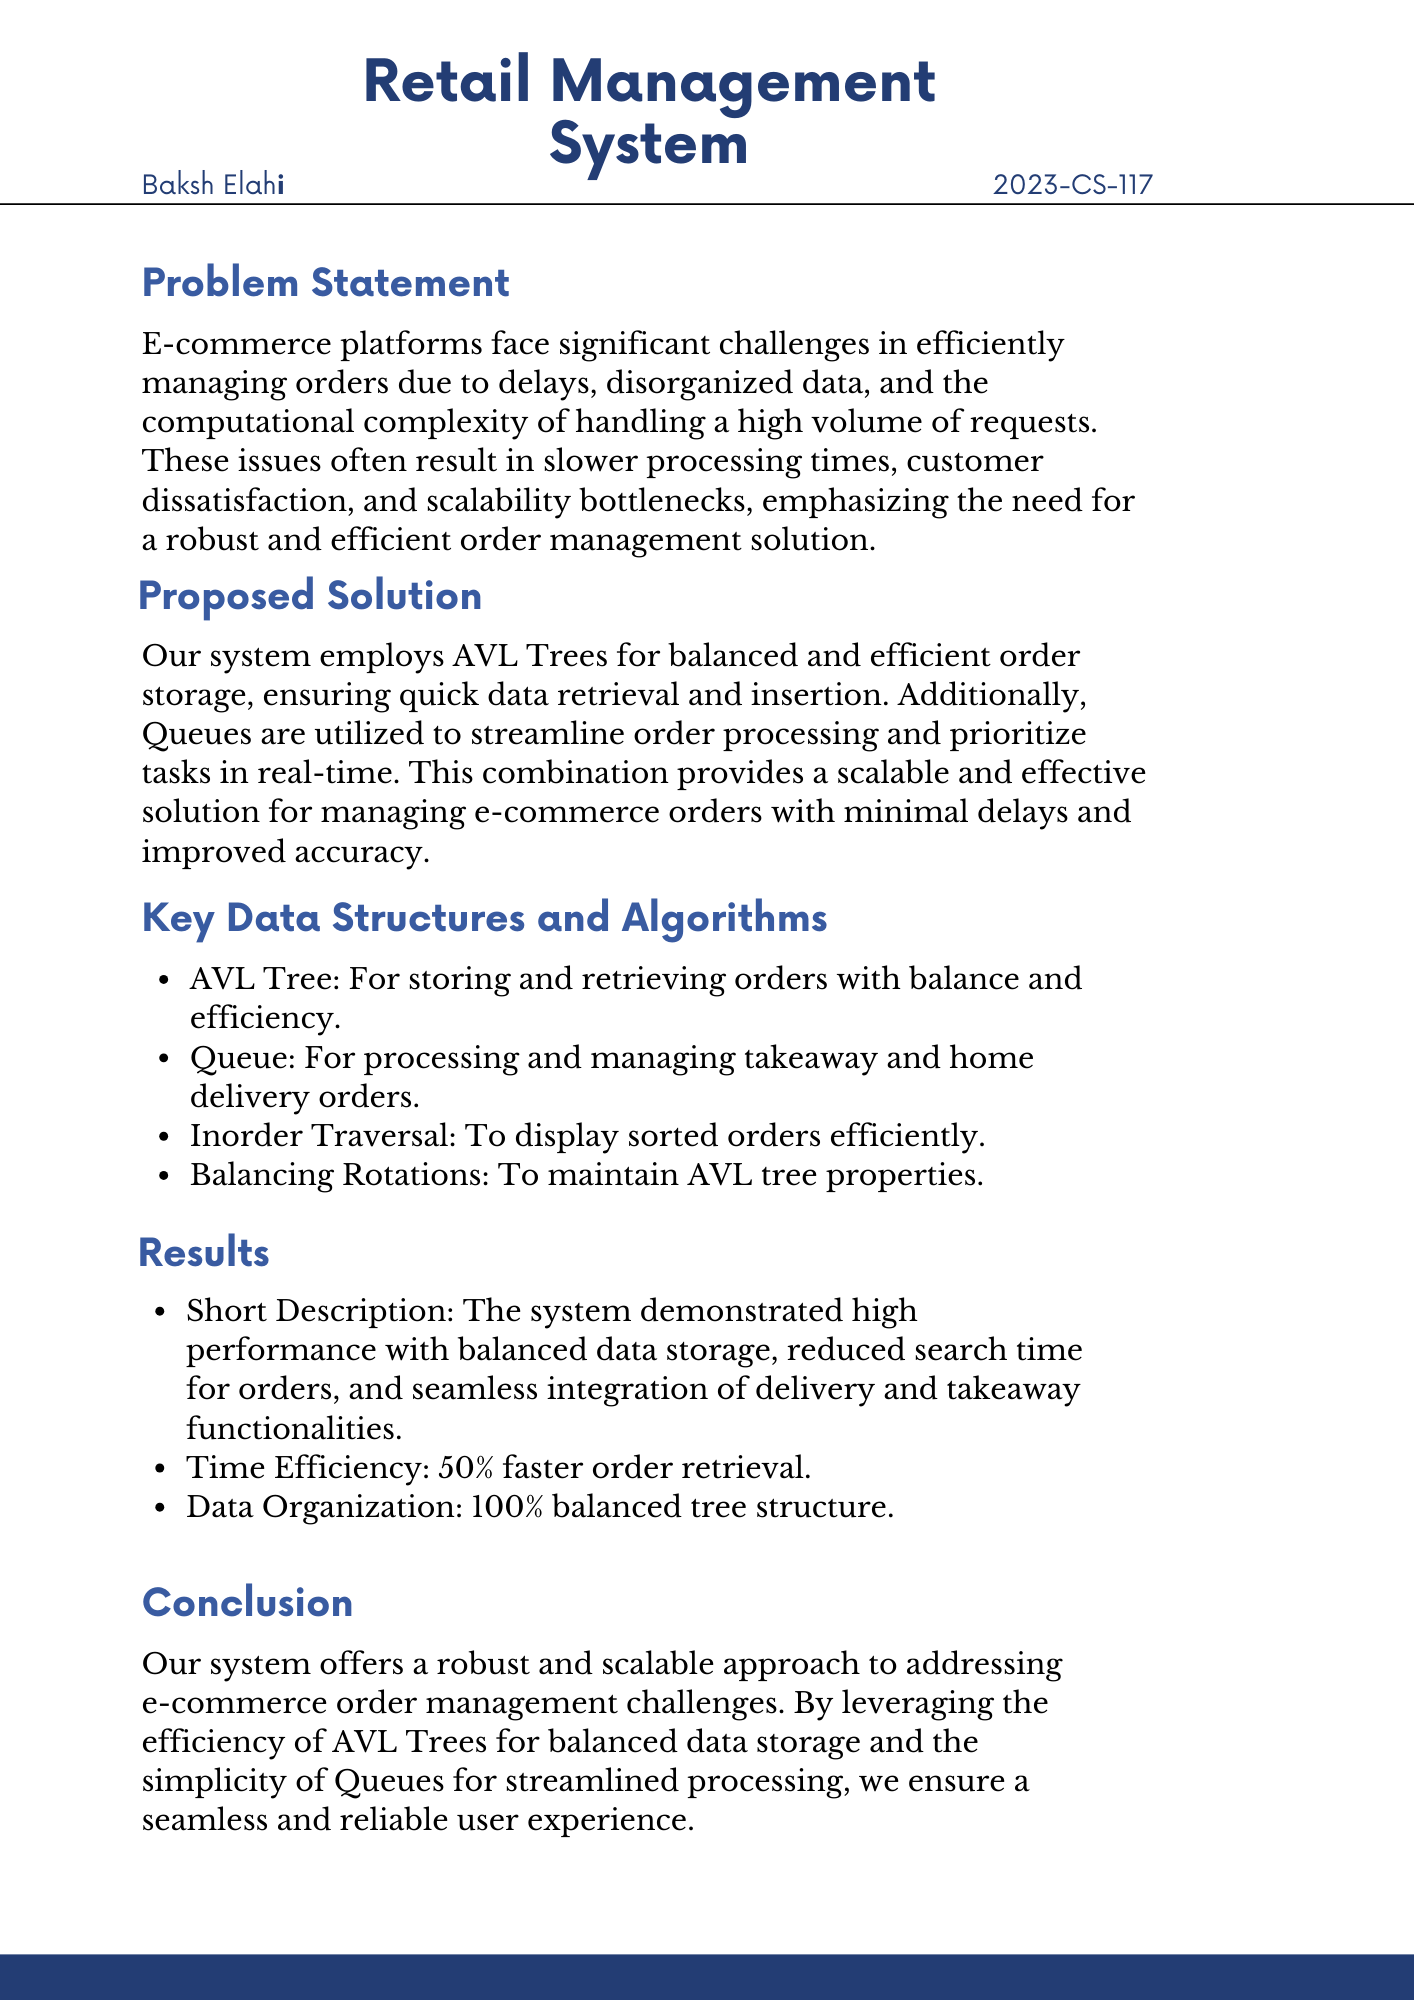 Retail Management
System
Baksh Elahi
2023-CS-117
Problem Statement
E-commerce platforms face significant challenges in efficiently
managing orders due to delays, disorganized data, and the
computational complexity of handling a high volume of requests.
These issues often result in slower processing times, customer
dissatisfaction, and scalability bottlenecks, emphasizing the need for
a robust and efficient order management solution.
Proposed Solution
Our system employs AVL Trees for balanced and efficient order
storage, ensuring quick data retrieval and insertion. Additionally,
Queues are utilized to streamline order processing and prioritize
tasks in real-time. This combination provides a scalable and effective
solution for managing e-commerce orders with minimal delays and
improved accuracy.
Key Data Structures and Algorithms
• AVL Tree: For storing and retrieving orders with balance and
efficiency.
• Queue: For processing and managing takeaway and home
delivery orders.
• Inorder Traversal: To display sorted orders efficiently.
• Balancing Rotations: To maintain AVL tree properties.
Results
• Short Description: The system demonstrated high
performance with balanced data storage, reduced search time
for orders, and seamless integration of delivery and takeaway
functionalities.
• Time Efficiency: 50% faster order retrieval.
• Data Organization: 100% balanced tree structure.
Conclusion
Our system offers a robust and scalable approach to addressing
e-commerce order management challenges. By leveraging the
efficiency of AVL Trees for balanced data storage and the
simplicity of Queues for streamlined processing, we ensure a
seamless and reliable user experience.